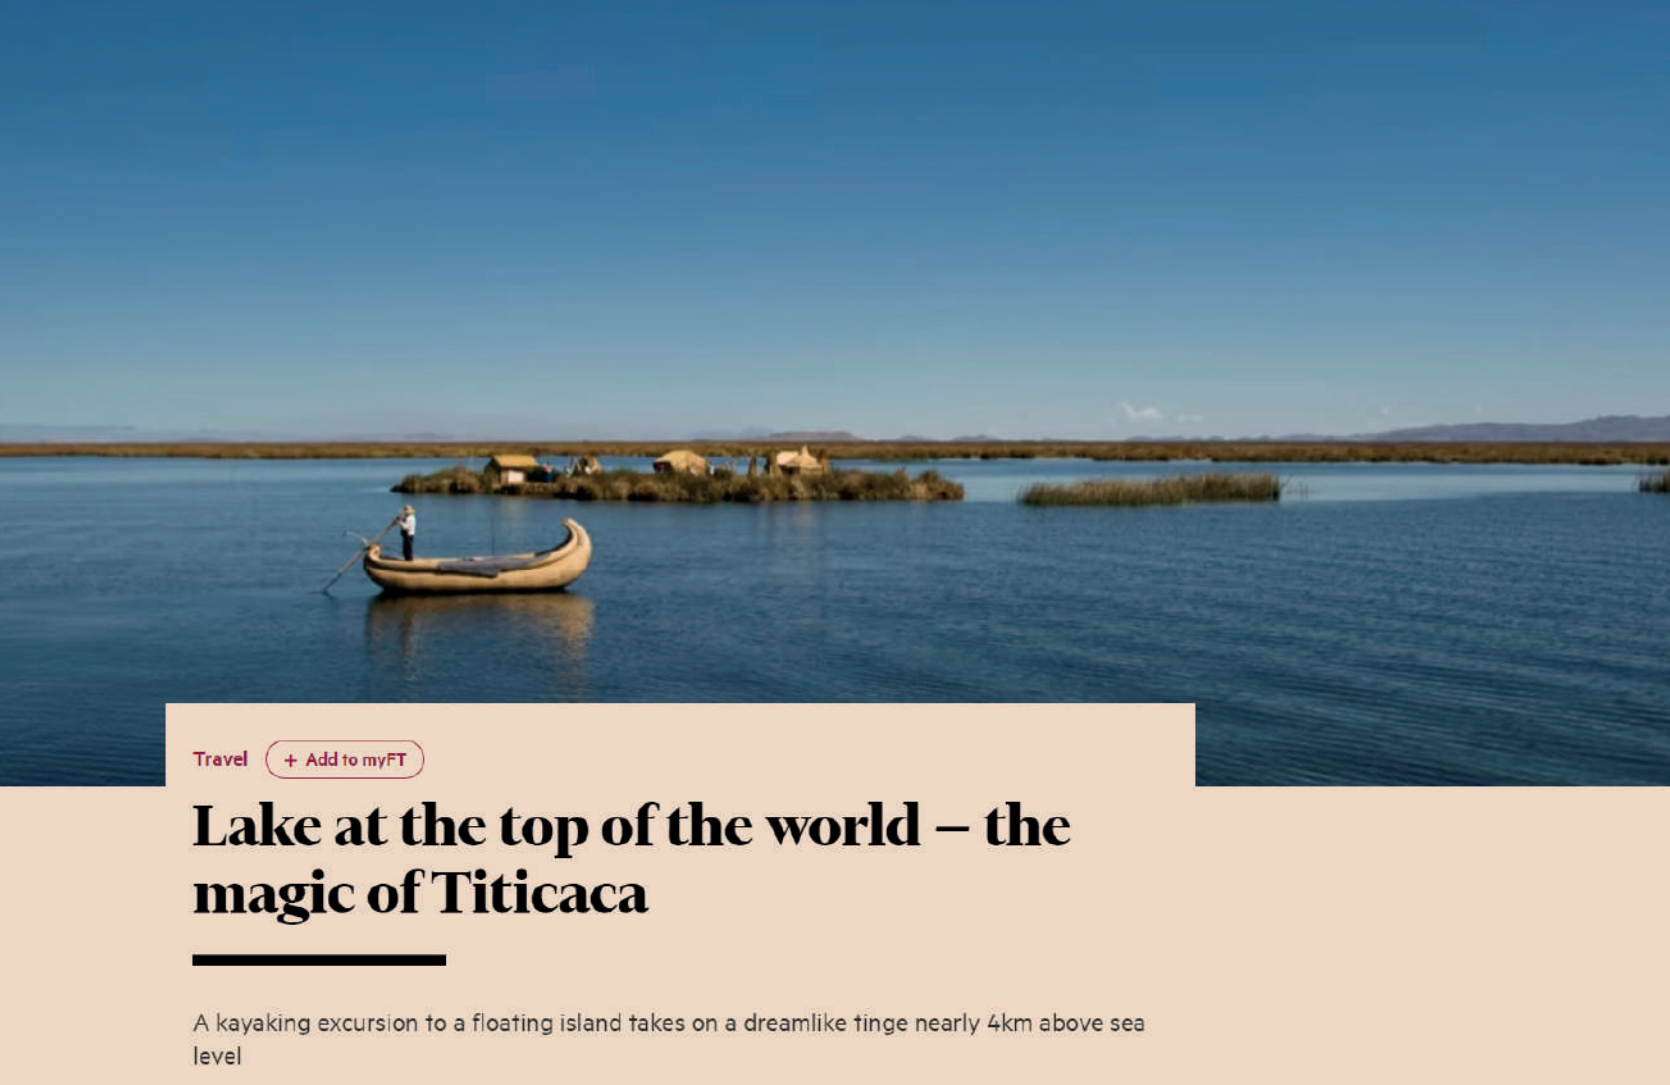 Travel + Add to myFT
Lake at the top of the world – the
magic of Titicaca
A kayaking excursion to a floating island takes on a dreamlike tinge nearly 4km above sea
level